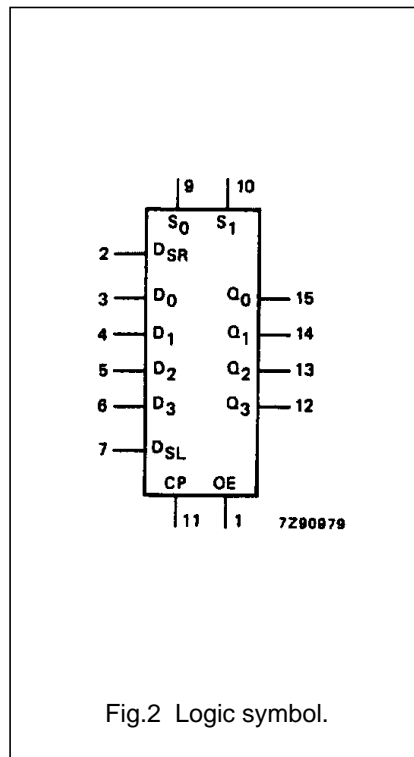 9 10
S0 S1
2 DSR
3 D0 Q0 15
4 D1 Q1 14
5 D2 Q2 13
6 D3 Q3 12
7 DSL
CP OE
11 1 7Z90979
Fig.2 Logic symbol.